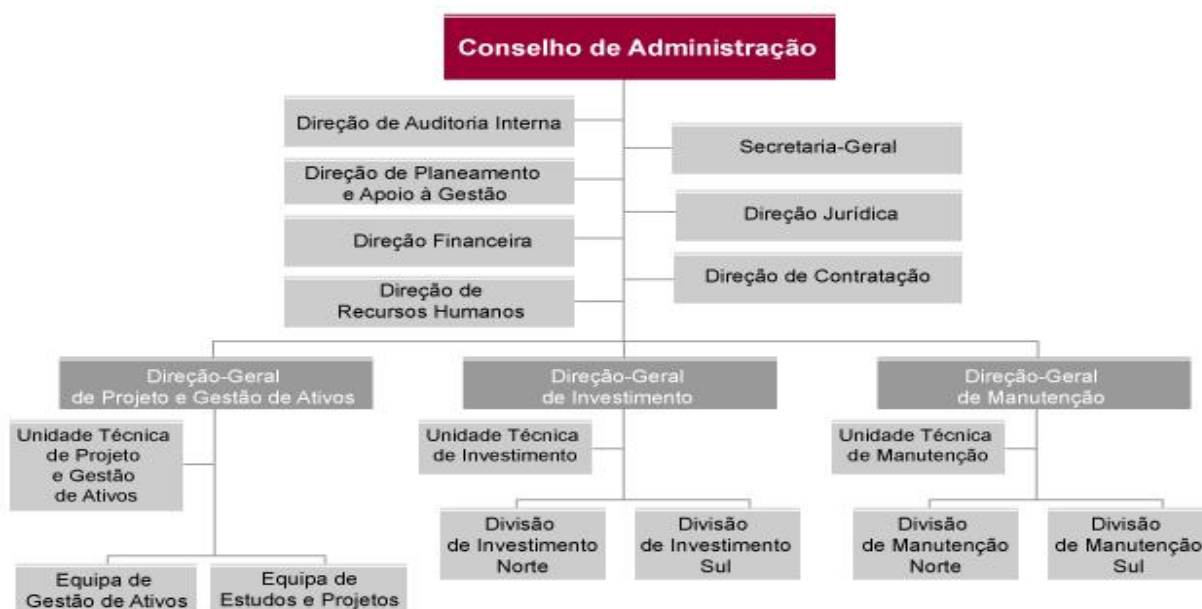 Conselho de Administração
Direção de Auditoria Interna
Secretaria-Geral
Direção de Planeamento
e Apoio à Gestão
Direção Jurídica
Direção Financeira
Direção de Contratação
Direção de
Recursos Humanos
Direção-Geral
de Projeto e Gestão de Ativos
Direção-Geral
de Investimento
Direção-Geral
de Manutenção
Unidade Técnica
de Projeto
e Gestão
de Ativos
Unidade Técnica
de Investimento
Unidade Técnica
de Manutenção
Equipa de
Gestão de Ativos
Equipa de
Estudos e Projetos
Divisão
de Investimento
Norte
Divisão
de Investimento
Sul
Divisão
de Manutenção
Norte
Divisão
de Manutenção
Sul